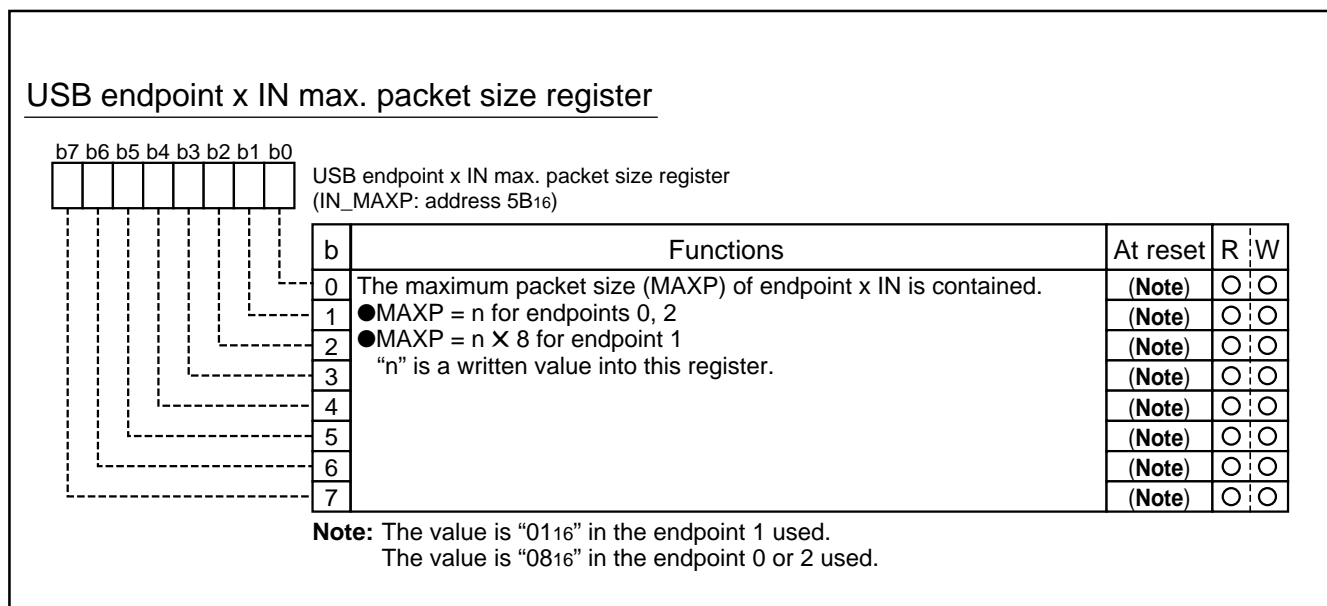 USB endpoint x IN max. packet size register
b7 b6 b5 b4 b3 b2 b1 b0
USB endpoint x IN max. packet size register
(IN_MAXP: address 5B16)
b Functions At reset R W
0 The maximum packet size (MAXP) of endpoint x IN is contained. (Note) O O
1 ●MAXP = n for endpoints 0, 2 (Note) O O
2 ●MAXP = n ✕ 8 for endpoint 1 (Note) O O
3 “n” is a written value into this register. (Note) O O
4 (Note) O O
5 (Note) O O
6 (Note) O O
7 (Note) O O
Note: The value is “0116” in the endpoint 1 used.
The value is “0816” in the endpoint 0 or 2 used.